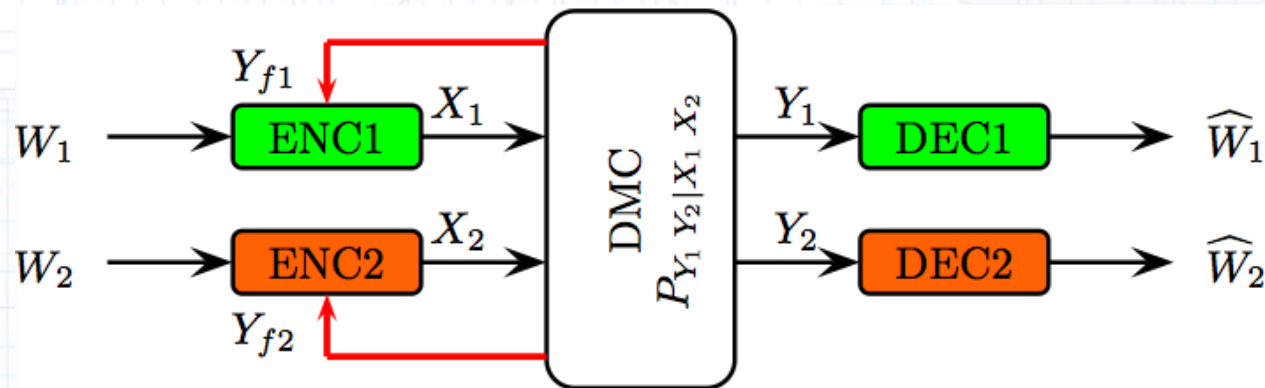 Y_{f1}
W_1 ENC1 X_1 Y_1 DEC1 \widehat{W}_1
DMC
P_{Y_1 Y_2|X_1 X_2}
W_2 ENC2 X_2 Y_2 DEC2 \widehat{W}_2
Y_{f2}